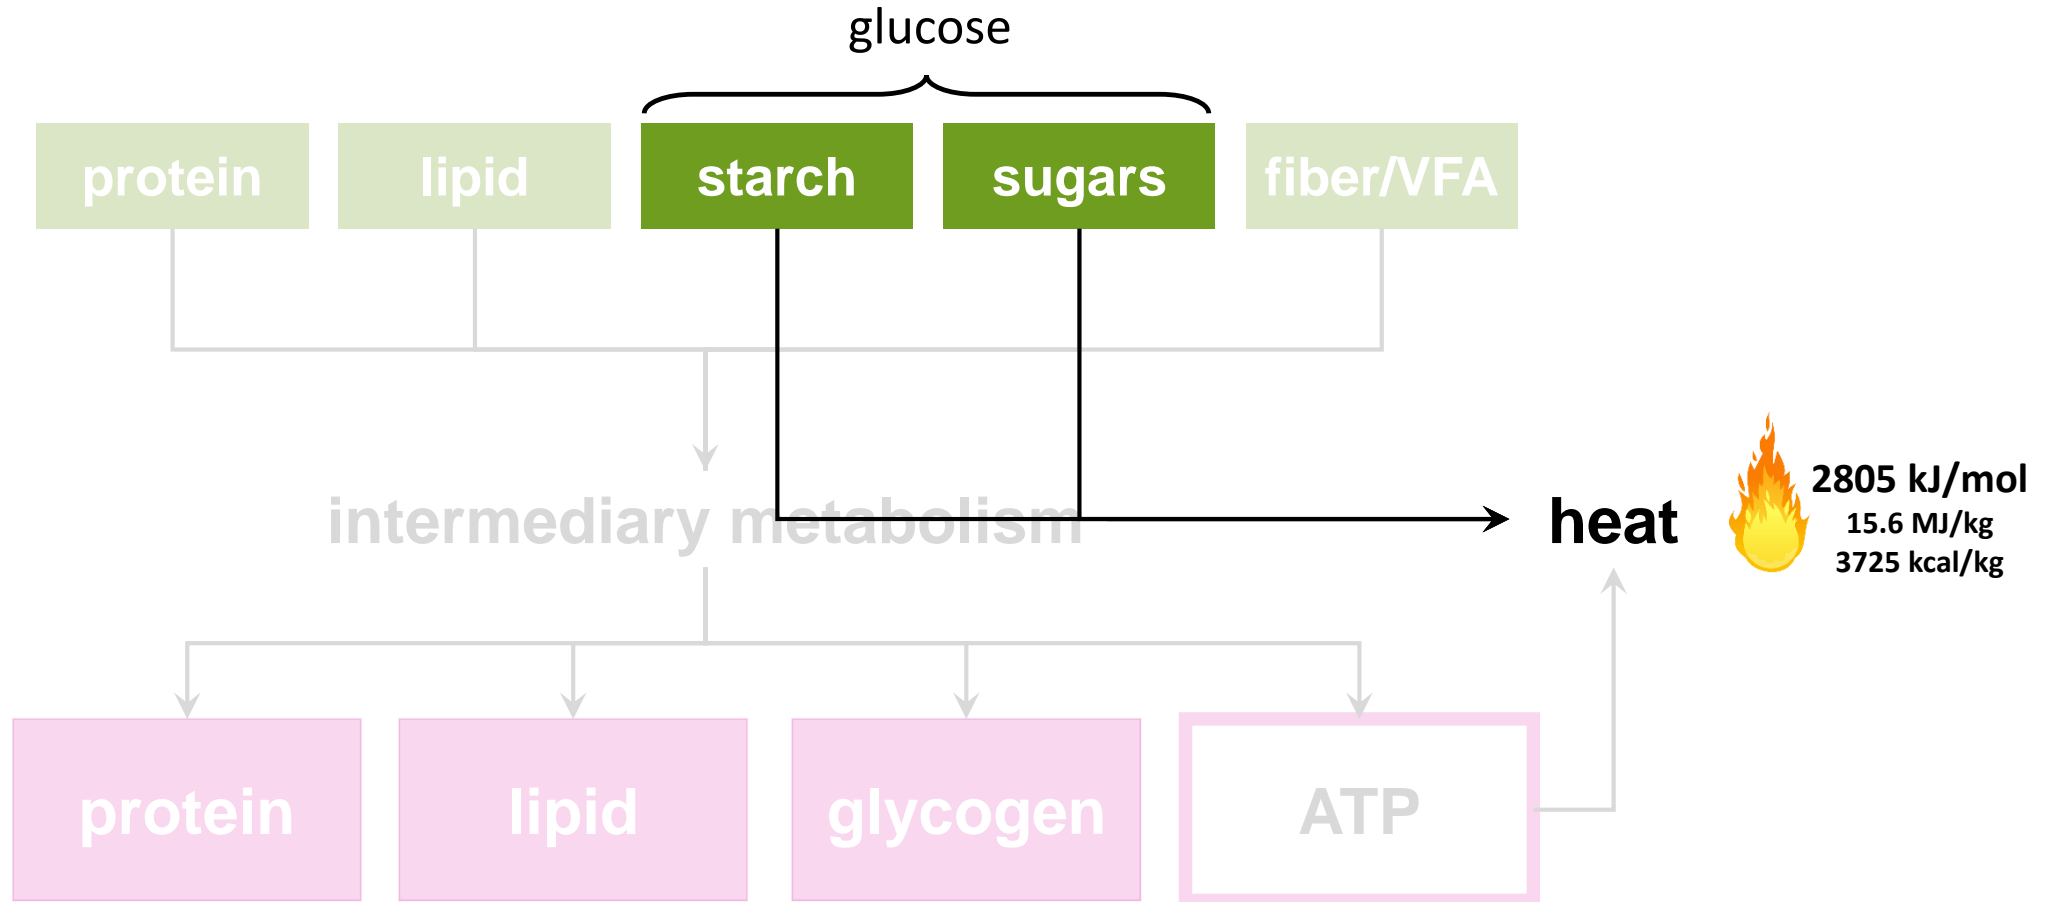 glucose
protein
lipid
starch
sugars
fiber/VFA
intermediary metabolism
heat
2805 kJ/mol
15.6 MJ/kg
3725 kcal/kg
protein
lipid
glycogen
ATP